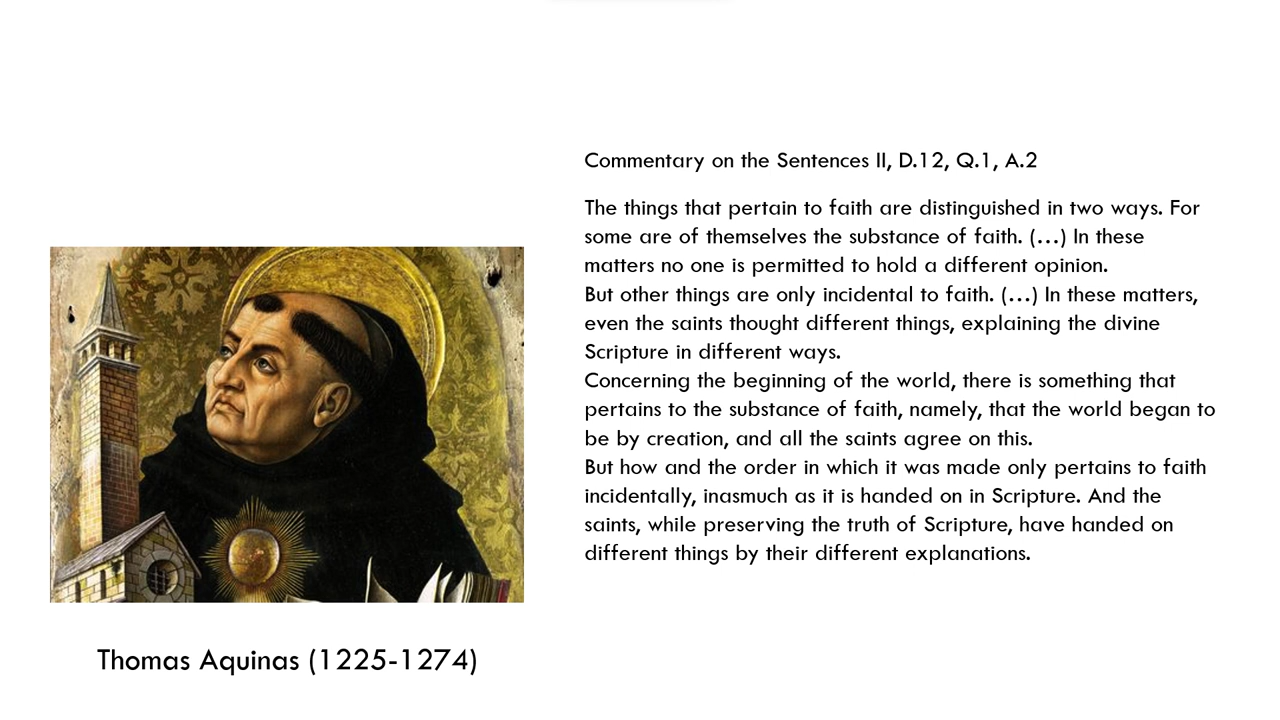 Commentary on the Sentences II, D.12, Q.1, A.2
The things that pertain to faith are distinguished in two ways. For
some are of themselves the substance of faith. (…) In these
matters no one is permitted to hold a different opinion.
But other things are only incidental to faith. (…) In these matters,
even the saints thought different things, explaining the divine
Scripture in different ways.
Concerning the beginning of the world, there is something that
pertains to the substance of faith, namely, that the world began to
be by creation, and all the saints agree on this.
But how and the order in which it was made only pertains to faith
incidentally, inasmuch as it is handed on in Scripture. And the
saints, while preserving the truth of Scripture, have handed on
different things by their different explanations.
Thomas Aquinas (1225-1274)